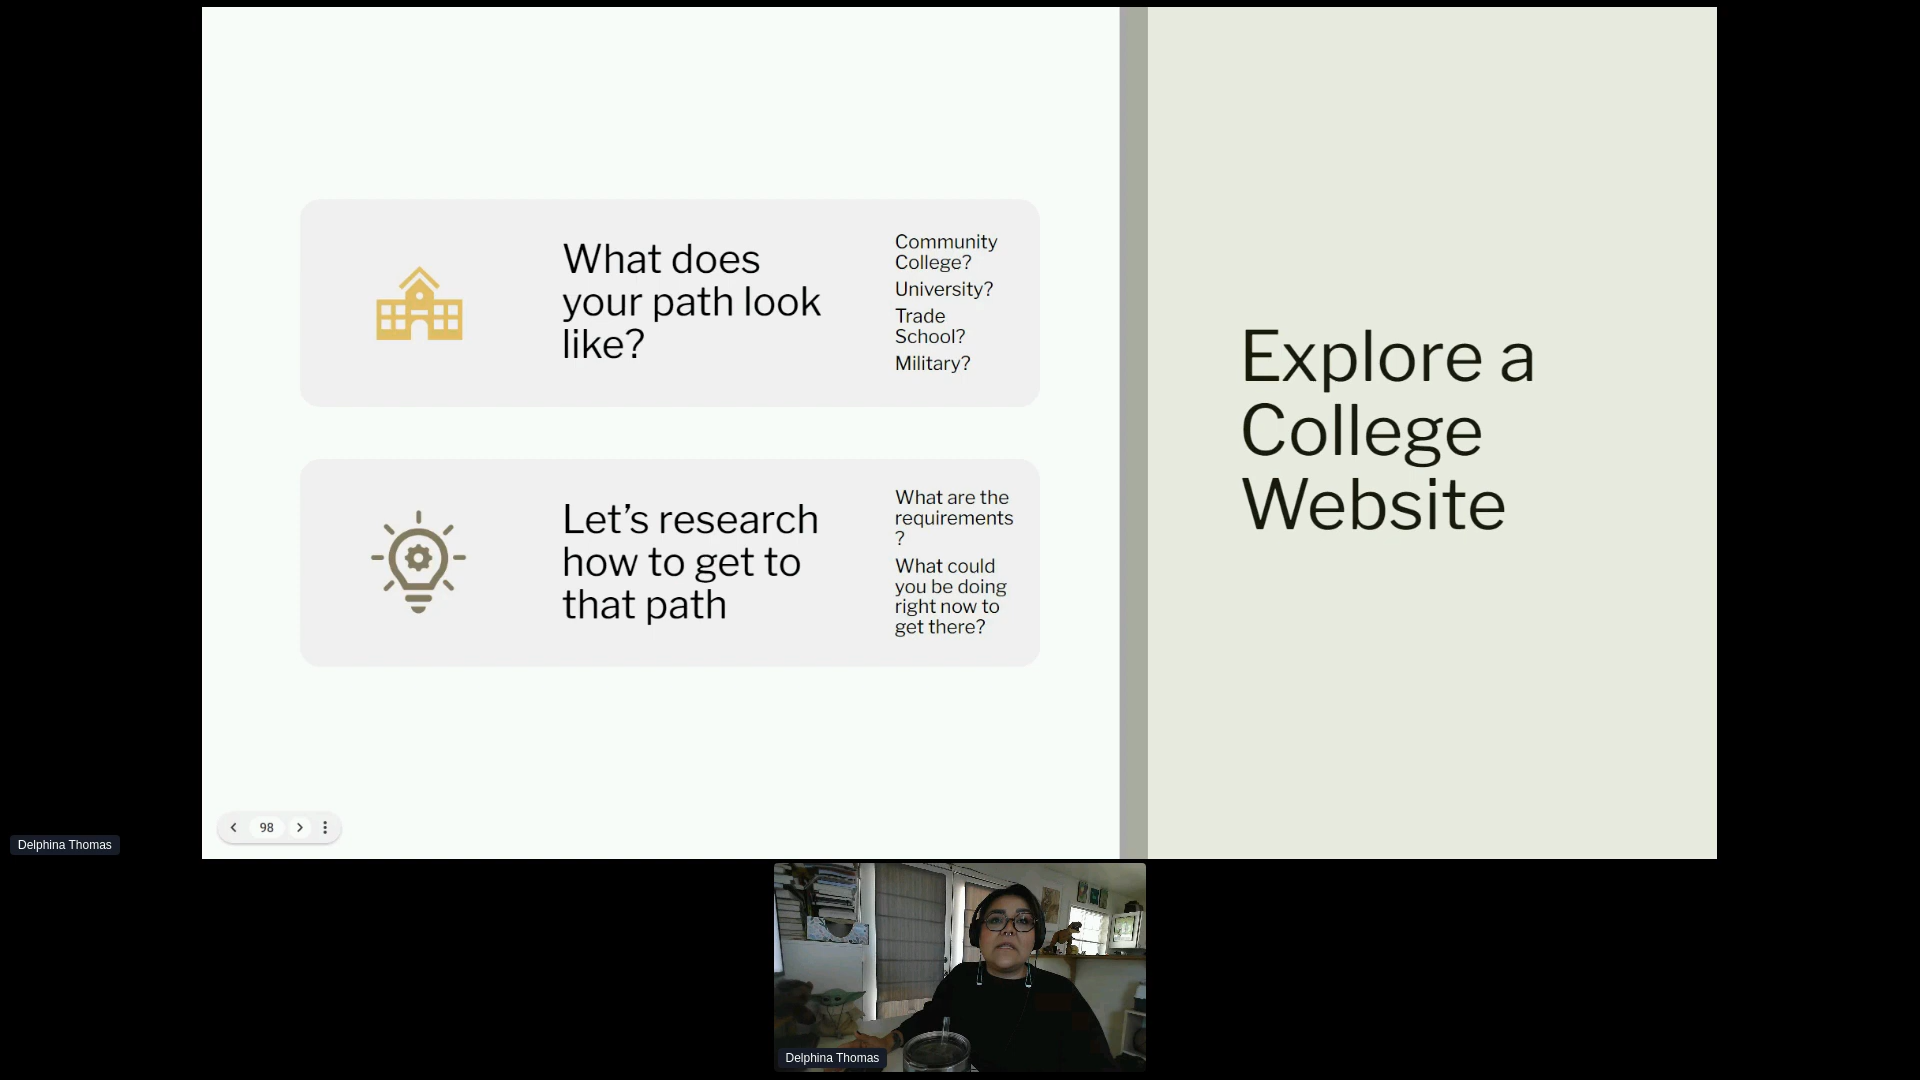 What does
your path look
like?
Community
College?
University?
Trade
School?
Military?
Let’s research
how to get to
that path
What are the
requirements
?
What could
you be doing
right now to
get there?
Explore a
College
Website
98
Delphina Thomas
Delphina Thomas